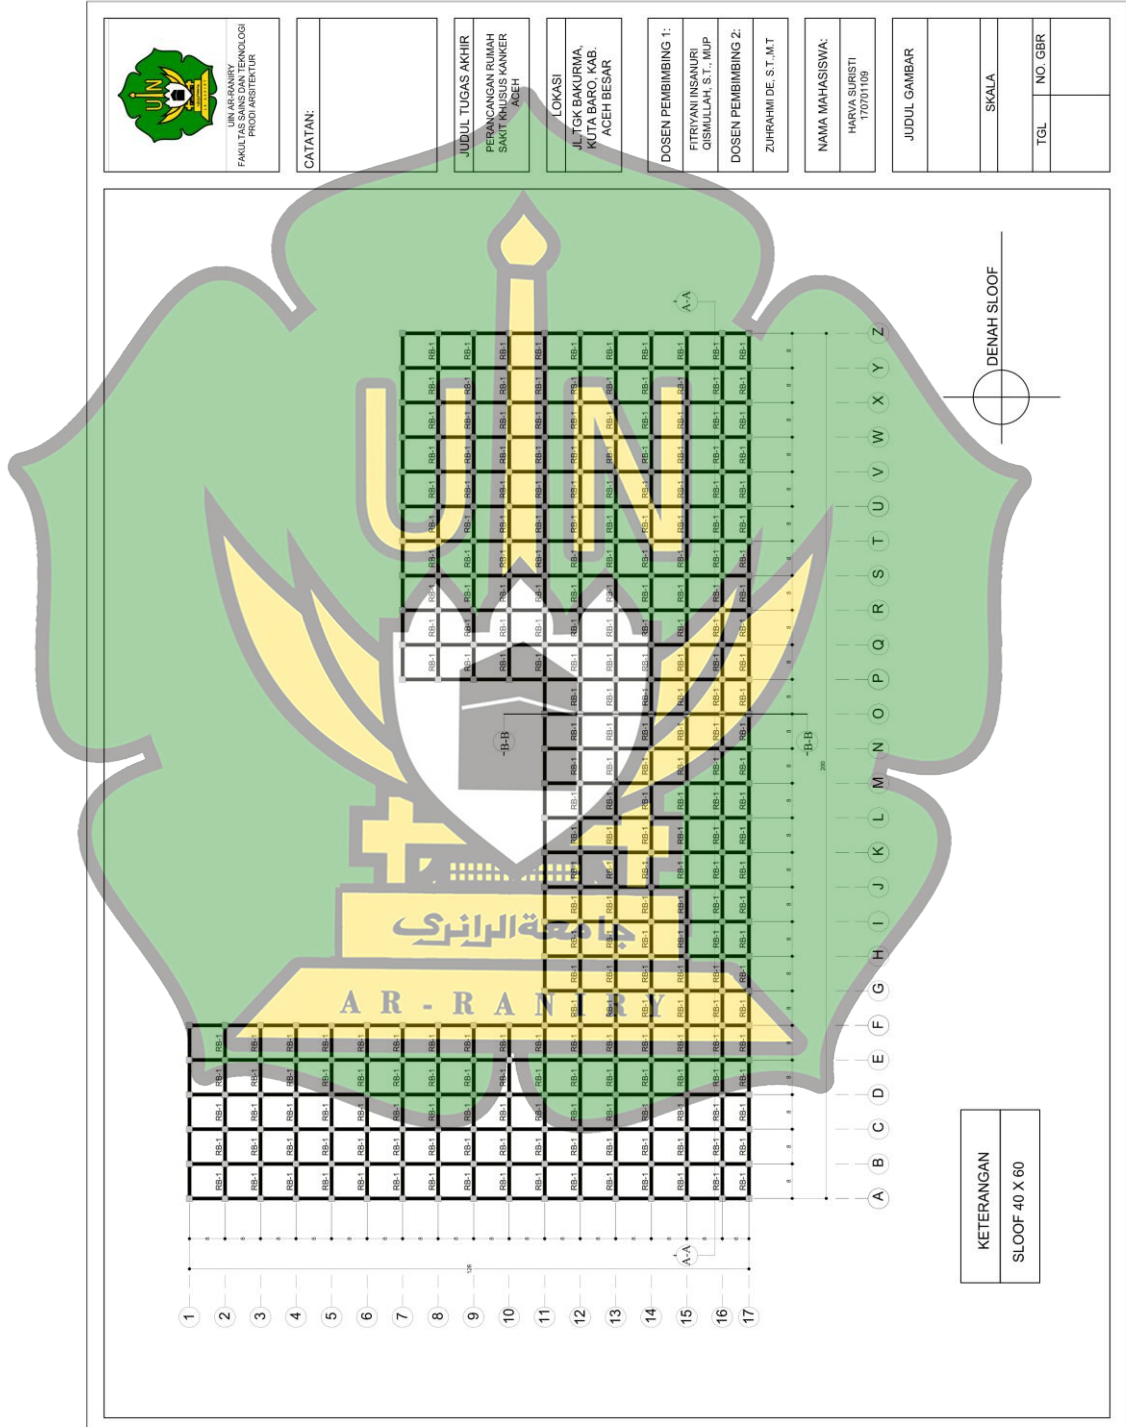 UIN
UIN AR-RANIRY
FAKULTAS SAINS DAN TEKNOLOGI
PRODI ARSITEKTUR
CATATAN:
JUDUL TUGAS AKHIR
PERANCANGAN RUMAH
SAKIT KHUSUS KANKER
ACEH
LOKASI
JL.TGK BAKURMA,
KUTA BARO, KAB.
ACEH BESAR
DOSEN PEMBIMBING 1:
FITRIYANI INSANURI
QISMULLAH, S.T., MUP
DOSEN PEMBIMBING 2:
ZUHRAHMI DE, S.T.,M.T
NAMA MAHASISWA:
HARVA SURISTI
170701109
JUDUL GAMBAR
SKALA
TGL NO. GBR
UIN
جامعة الرانري
AR-RANIRY
RB-1
A-A
A-A
B-B
B-B
1
2
3
4
5
6
7
8
9
10
11
12
13
14
15
16
17
A B C D E F G H I J K L M N O P Q R S T U V W X Y Z
200
DENAH SLOOF
KETERANGAN
SLOOF 40 X 60